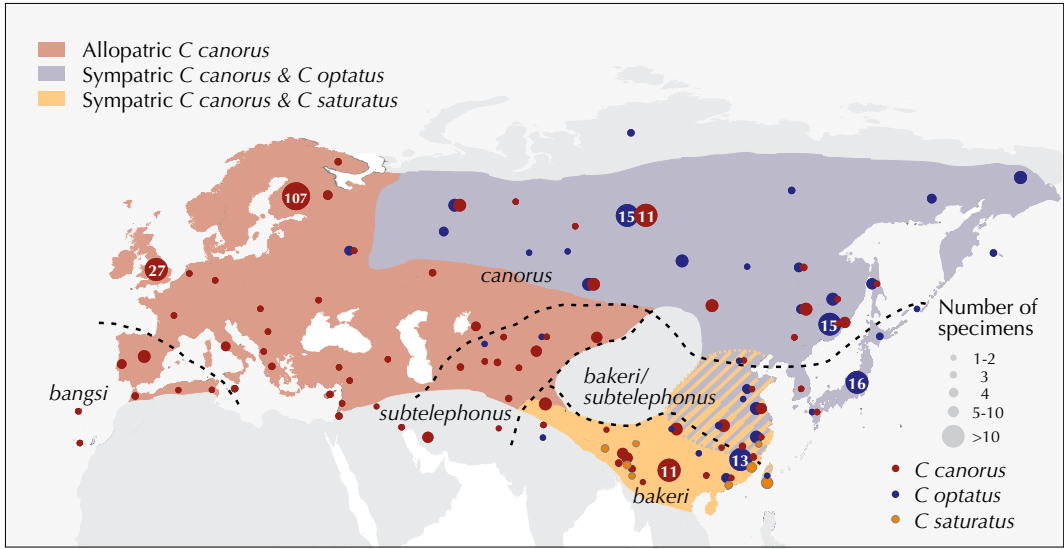 Allopatric C canorus
Sympatric C canorus & C optatus
Sympatric C canorus & C saturatus
107
15
11
27
canorus
Number of
specimens
1-2
3
4
5-10
>10
15
bangsi
subtelephonus
bakeri/
subtelephonus
16
13
11
bakeri
C canorus
C optatus
C saturatus